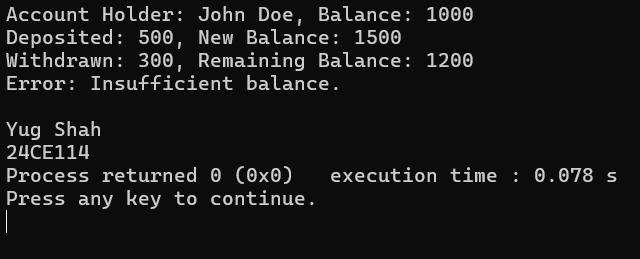 Account Holder: John Doe, Balance: 1000
Deposited: 500, New Balance: 1500
Withdrawn: 300, Remaining Balance: 1200
Error: Insufficient balance.
Yug Shah
24CE114
Process returned 0 (0x0)   execution time : 0.078 s
Press any key to continue.